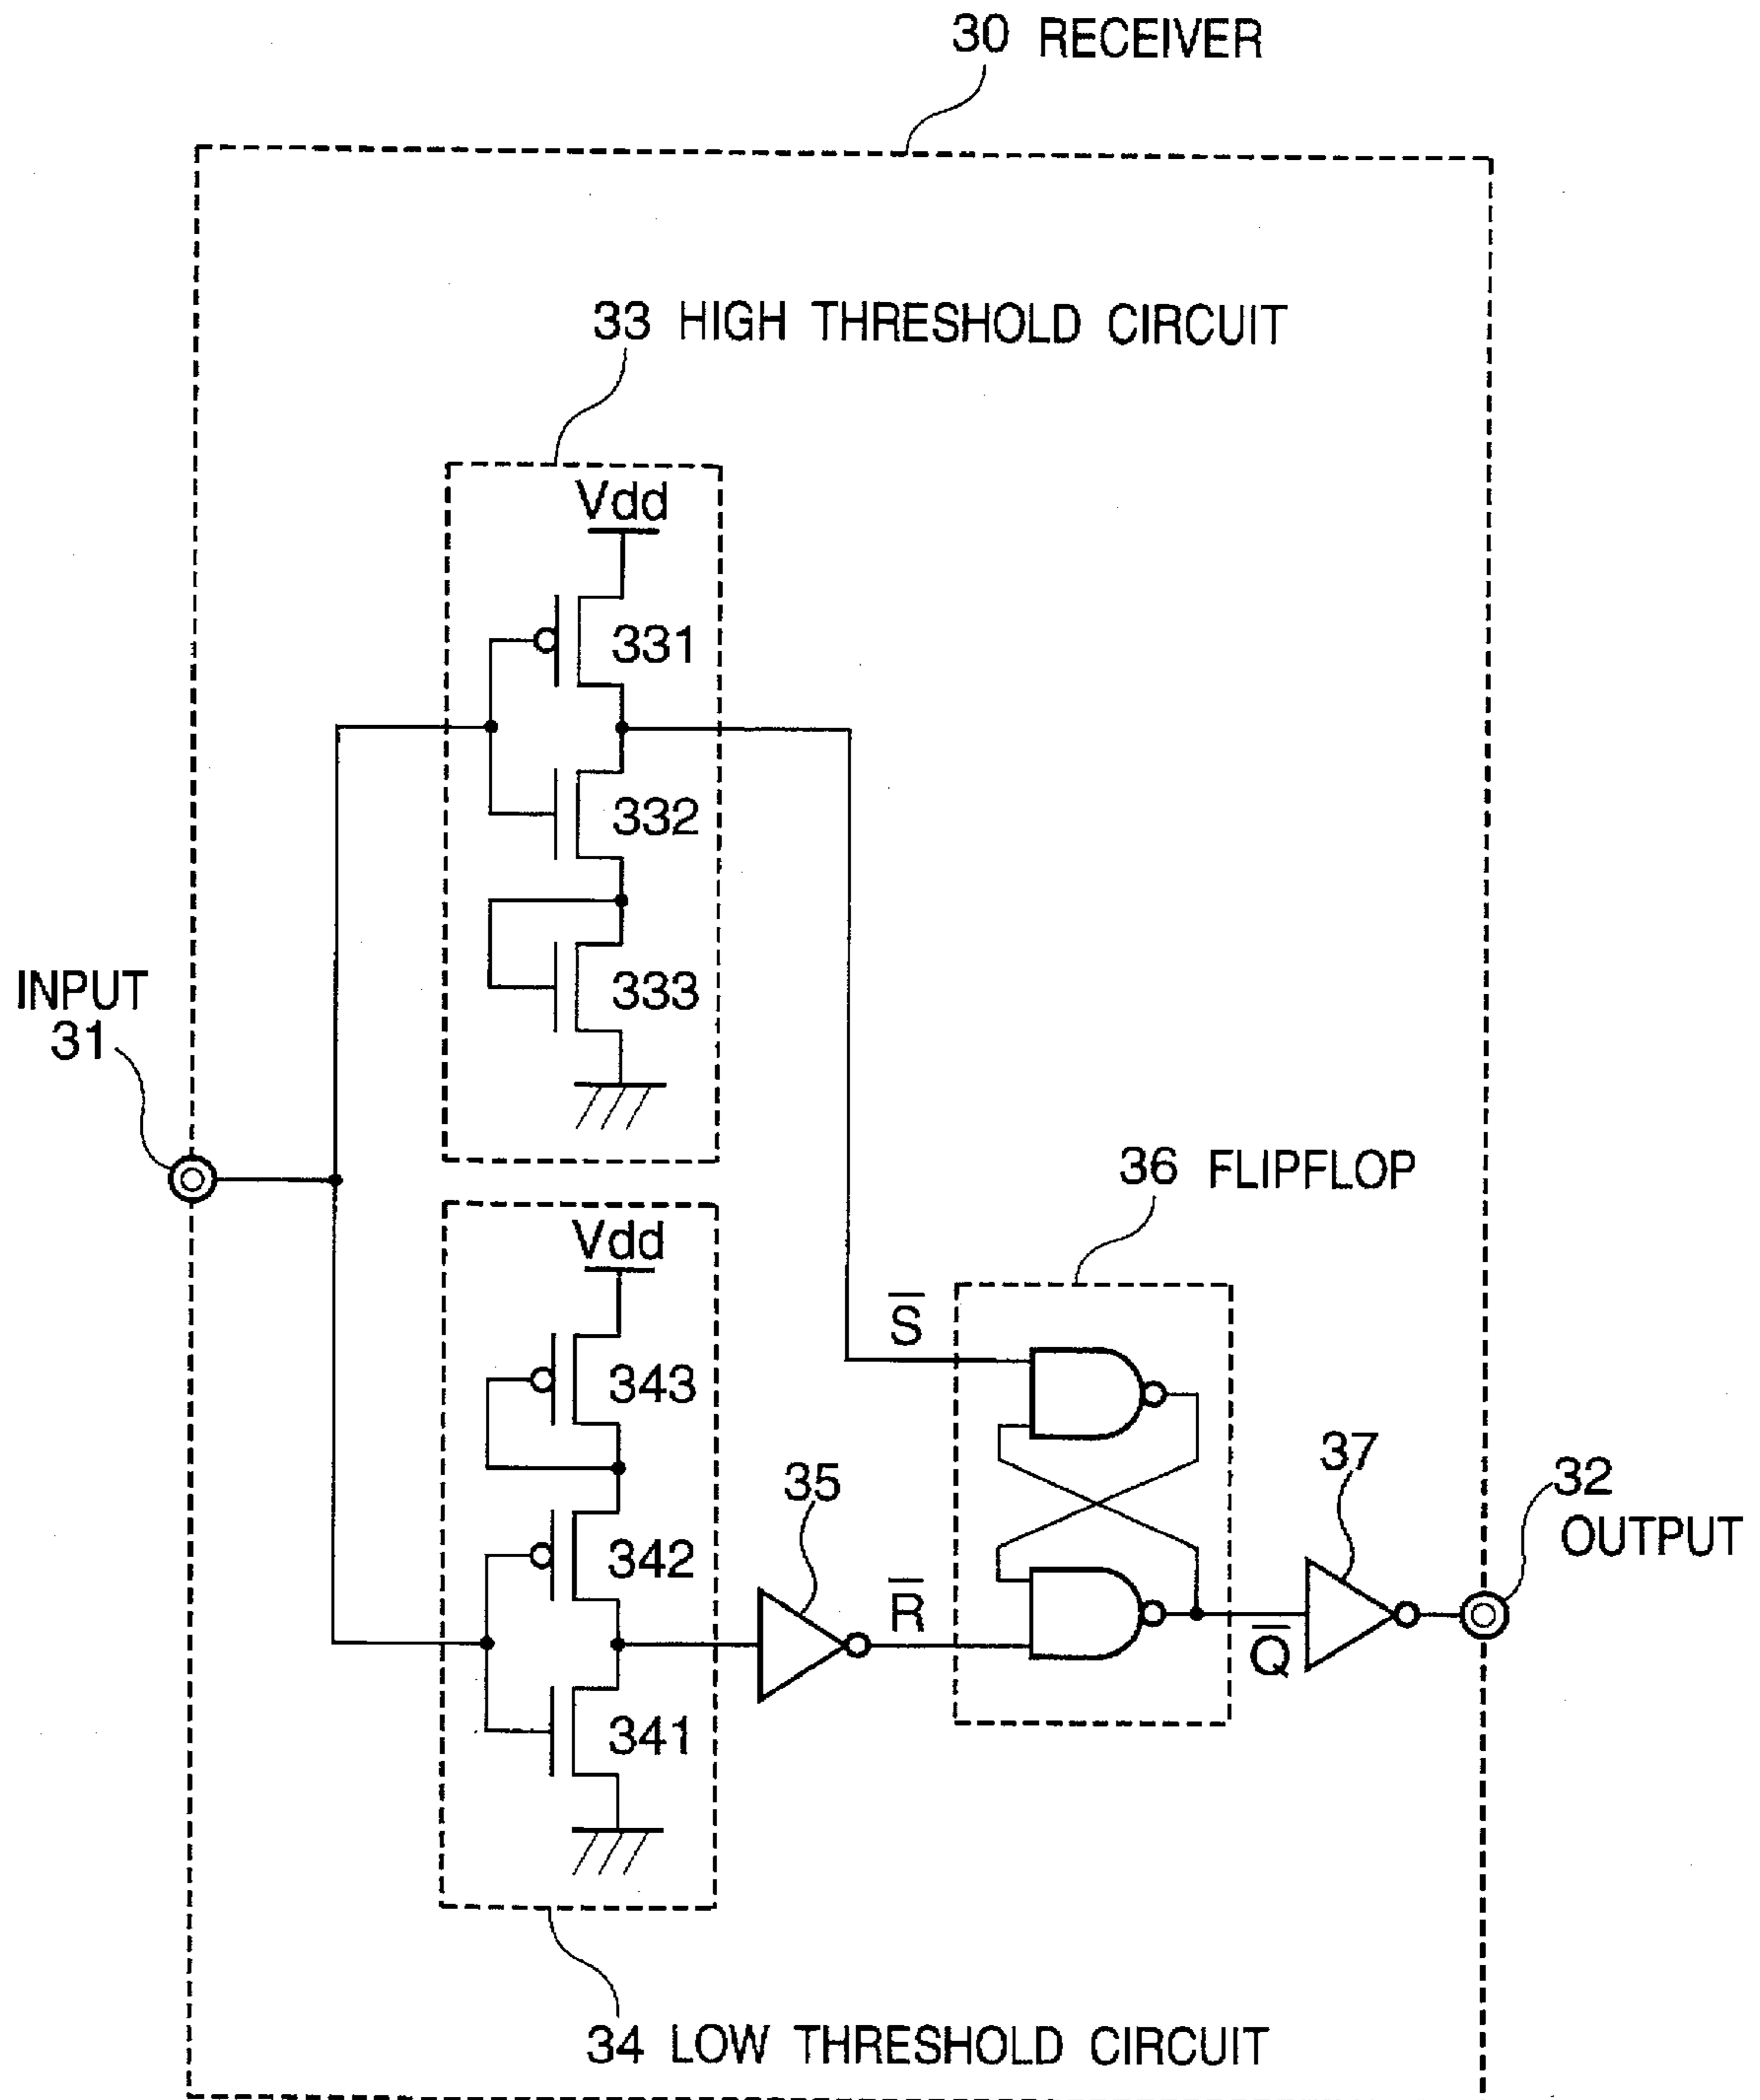 30 RECEIVER
33 HIGH THRESHOLD CIRCUIT
Vdd
331
332
333
INPUT
31
36 FLIPFLOP
Vdd
S̅
343
35
37
32
OUTPUT
342
R̅
Q̅
341
34 LOW THRESHOLD CIRCUIT